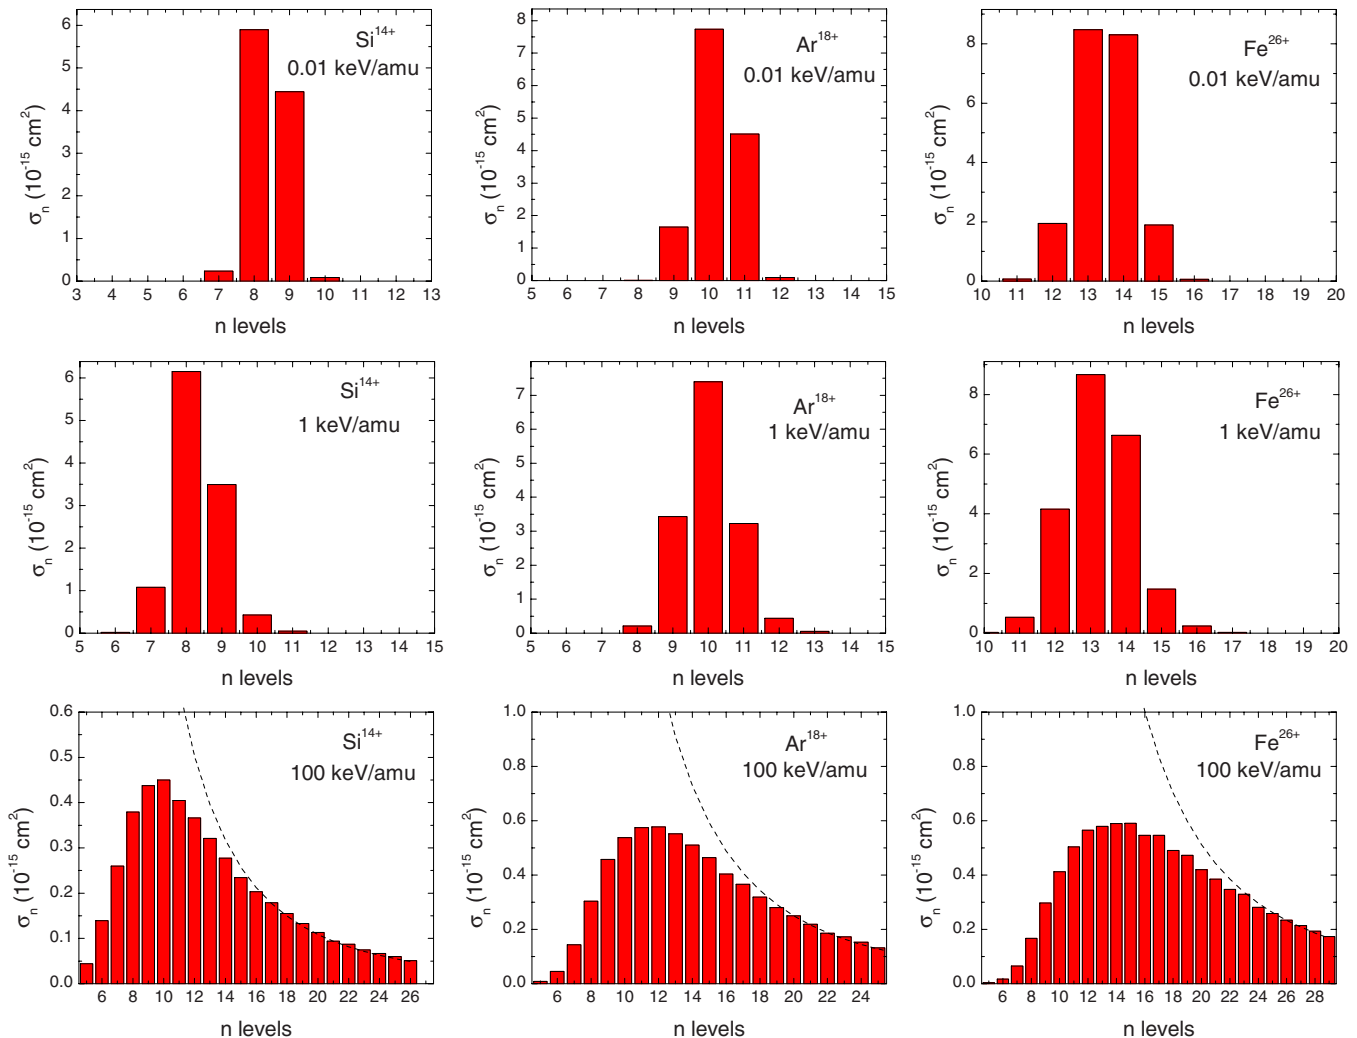 6
5
4
3
2
1
0
3 4 5 6 7 8 9 10 11 12 13
σn (10-15 cm2)
n levels
Si14+
0.01 keV/amu
8
7
6
5
4
3
2
1
0
5 6 7 8 9 10 11 12 13 14 15
σn (10-15 cm2)
n levels
Ar18+
0.01 keV/amu
8
6
4
2
0
10 11 12 13 14 15 16 17 18 19 20
σn (10-15 cm2)
n levels
Fe26+
0.01 keV/amu
6
5
4
3
2
1
0
5 6 7 8 9 10 11 12 13 14 15
σn (10-15 cm2)
n levels
Si14+
1 keV/amu
7
6
5
4
3
2
1
0
5 6 7 8 9 10 11 12 13 14 15
σn (10-15 cm2)
n levels
Ar18+
1 keV/amu
8
6
4
2
0
10 11 12 13 14 15 16 17 18 19 20
σn (10-15 cm2)
n levels
Fe26+
1 keV/amu
0.6
0.5
0.4
0.3
0.2
0.1
0.0
6 8 10 12 14 16 18 20 22 24 26
σn (10-15 cm2)
n levels
Si14+
100 keV/amu
1.0
0.8
0.6
0.4
0.2
0.0
6 8 10 12 14 16 18 20 22 24
σn (10-15 cm2)
n levels
Ar18+
100 keV/amu
1.0
0.8
0.6
0.4
0.2
0.0
6 8 10 12 14 16 18 20 22 24 26 28
σn (10-15 cm2)
n levels
Fe26+
100 keV/amu